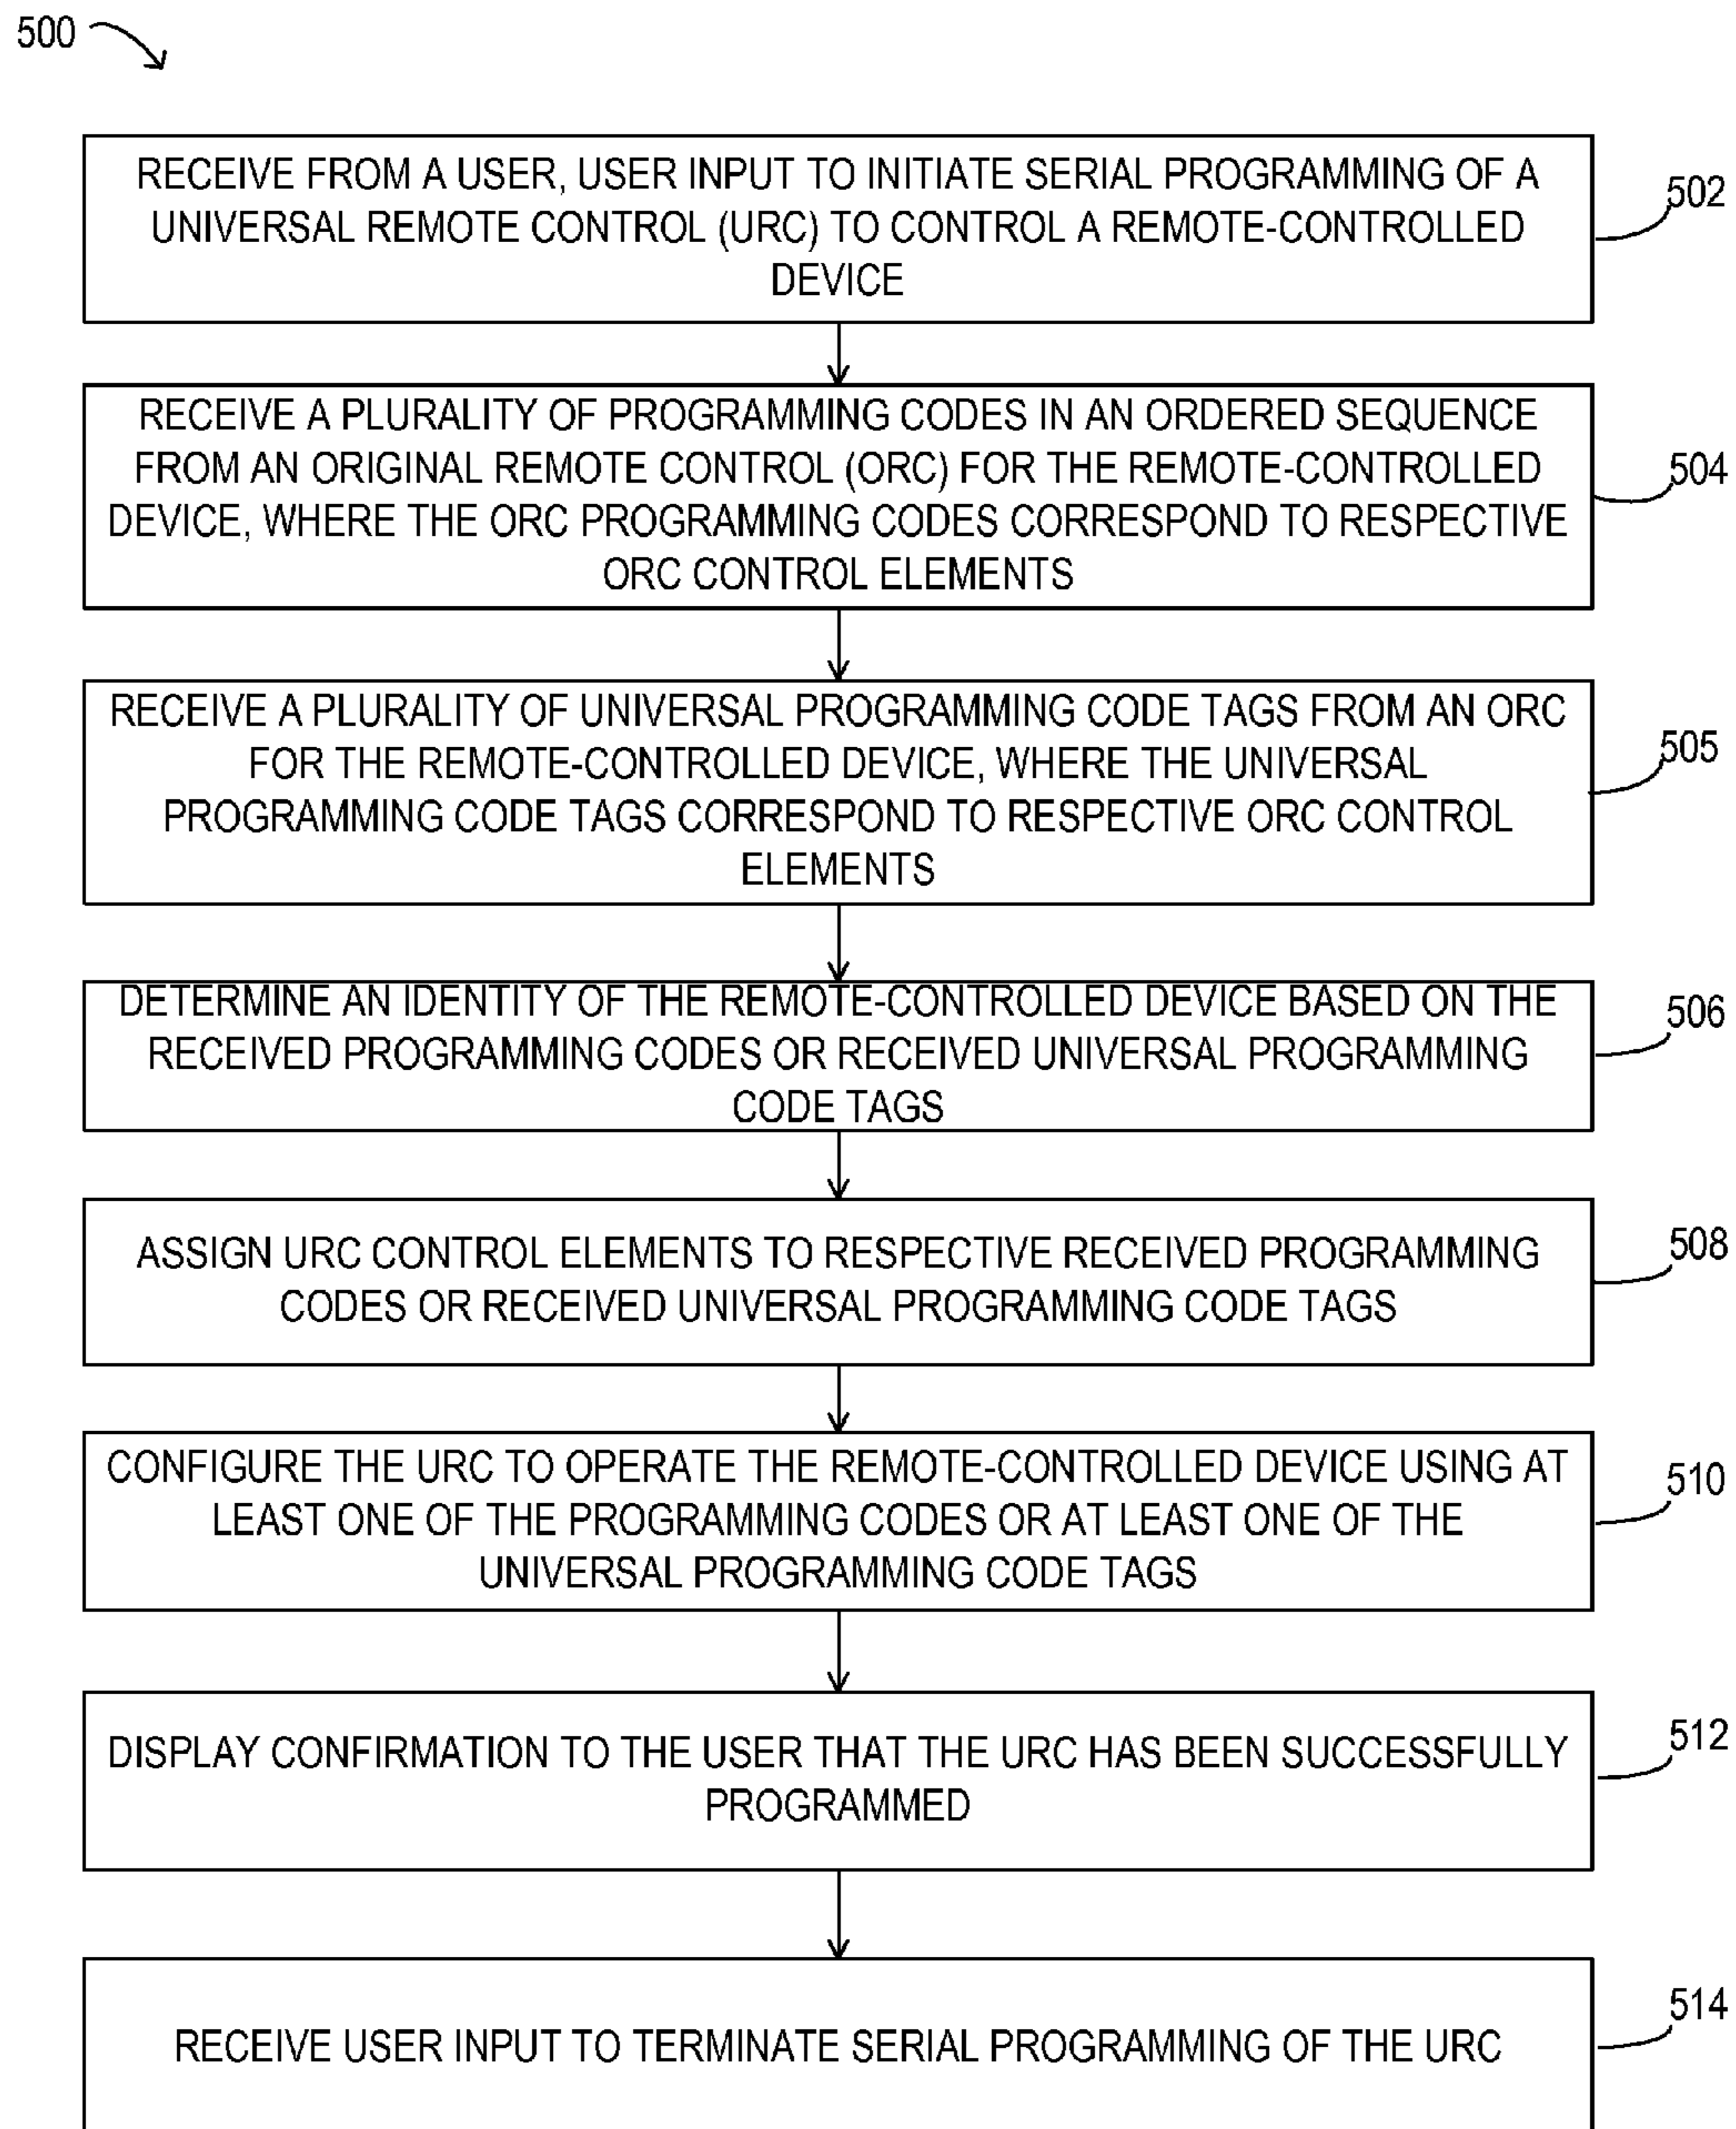 500
RECEIVE FROM A USER, USER INPUT TO INITIATE SERIAL PROGRAMMING OF A
UNIVERSAL REMOTE CONTROL (URC) TO CONTROL A REMOTE-CONTROLLED
DEVICE
502
RECEIVE A PLURALITY OF PROGRAMMING CODES IN AN ORDERED SEQUENCE
FROM AN ORIGINAL REMOTE CONTROL (ORC) FOR THE REMOTE-CONTROLLED
DEVICE, WHERE THE ORC PROGRAMMING CODES CORRESPOND TO RESPECTIVE
ORC CONTROL ELEMENTS
504
RECEIVE A PLURALITY OF UNIVERSAL PROGRAMMING CODE TAGS FROM AN ORC
FOR THE REMOTE-CONTROLLED DEVICE, WHERE THE UNIVERSAL
PROGRAMMING CODE TAGS CORRESPOND TO RESPECTIVE ORC CONTROL
ELEMENTS
505
DETERMINE AN IDENTITY OF THE REMOTE-CONTROLLED DEVICE BASED ON THE
RECEIVED PROGRAMMING CODES OR RECEIVED UNIVERSAL PROGRAMMING
CODE TAGS
506
ASSIGN URC CONTROL ELEMENTS TO RESPECTIVE RECEIVED PROGRAMMING
CODES OR RECEIVED UNIVERSAL PROGRAMMING CODE TAGS
508
CONFIGURE THE URC TO OPERATE THE REMOTE-CONTROLLED DEVICE USING AT
LEAST ONE OF THE PROGRAMMING CODES OR AT LEAST ONE OF THE
UNIVERSAL PROGRAMMING CODE TAGS
510
DISPLAY CONFIRMATION TO THE USER THAT THE URC HAS BEEN SUCCESSFULLY
PROGRAMMED
512
RECEIVE USER INPUT TO TERMINATE SERIAL PROGRAMMING OF THE URC
514